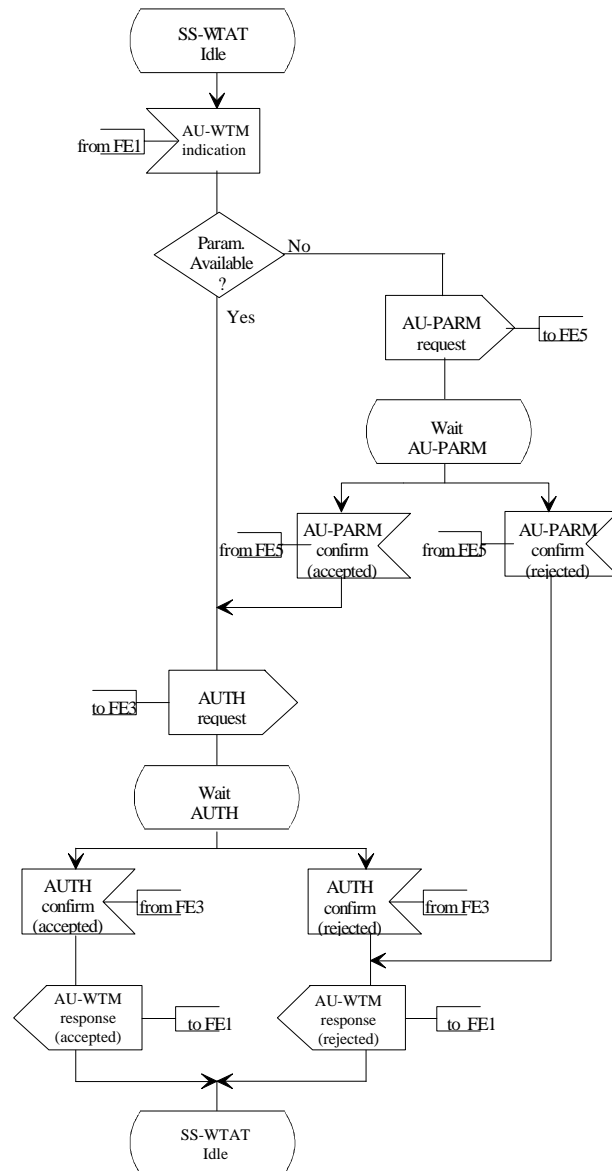 SS-WTAT
Idle
AU-WTM
indication
from FE1
Param.
Available
?
No
Yes
AU-PARM
request
to FE5
Wait
AU-PARM
AU-PARM
confirm
(accepted)
from FE5
AU-PARM
confirm
(rejected)
from FE5
AUTH
request
to FE3
Wait
AUTH
AUTH
confirm
(accepted)
from FE3
AUTH
confirm
(rejected)
from FE3
AU-WTM
response
(accepted)
to FE1
AU-WTM
response
(rejected)
to FE1
SS-WTAT
Idle